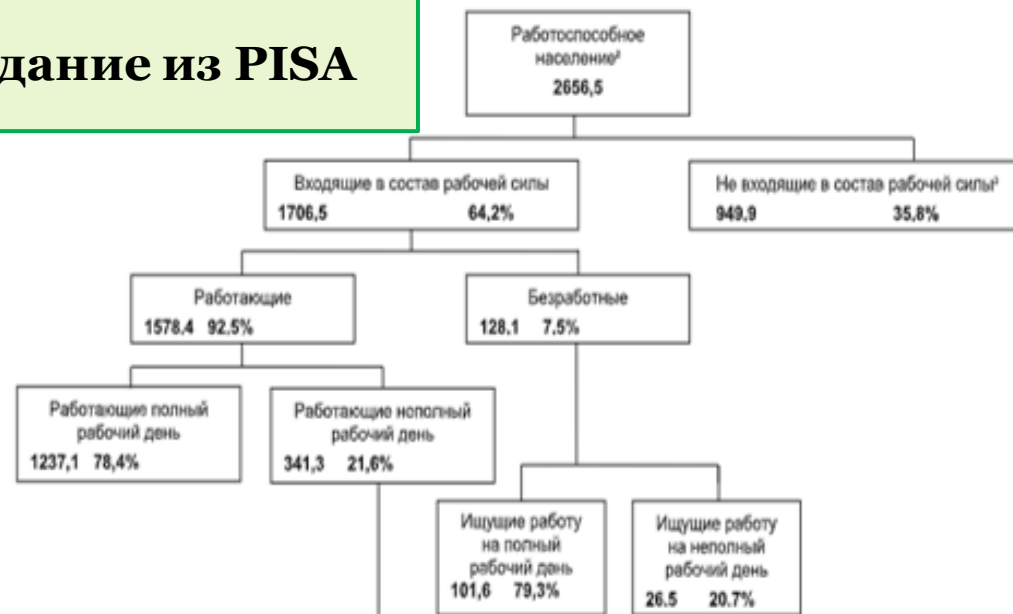 дание из PISA
Работоспособное
население²
2656,5
Входящие в состав рабочей силы
1706,5 64,2%
Не входящие в состав рабочей силы³
949,9 35,8%
Работающие
1578,4 92,5%
Безработные
128,1 7,5%
Работающие полный
рабочий день
1237,1 78,4%
Работающие неполный
рабочий день
341,3 21,6%
Ищущие работу
на полный
рабочий день
101,6 79,3%
Ищущие работу
на неполный
рабочий день
26.5 20.7%